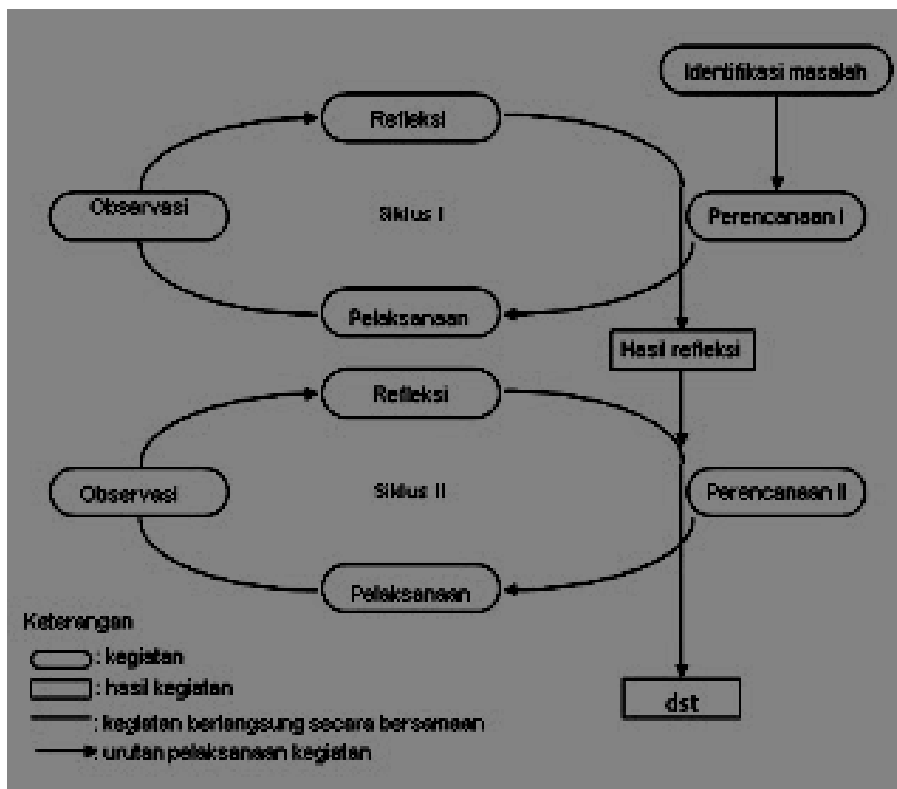 Identifikasi masalah
Refleksi
Observasi
Siklus I
Perencanaan I
Pelaksanaan
Hasil refleksi
Refleksi
Observasi
Siklus II
Perencanaan II
Pelaksanaan
Keterangan
: kegiatan
: hasil kegiatan
dst
: kegiatan berlangsung secara bersamaan
: urutan pelaksanaan kegiatan